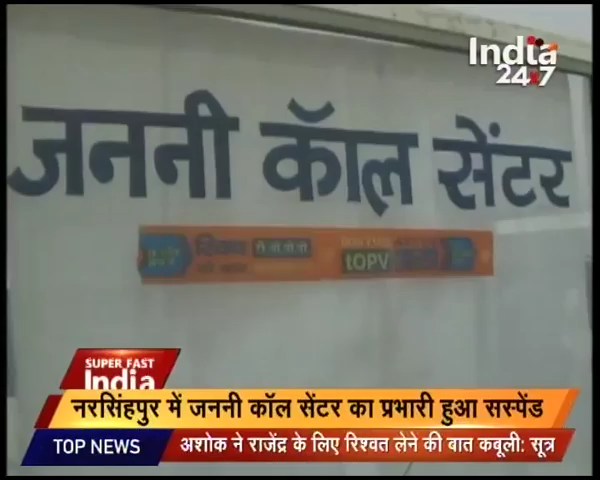 India
24x7
जननी कॉल सेंटर
tOPV
SUPER FAST
India
नरसिंहपुर में जननी कॉल सेंटर का प्रभारी हुआ सस्पेंड
TOP NEWS
अशोक ने राजेंद्र के लिए रिश्वत लेने की बात कबूली: सूत्र